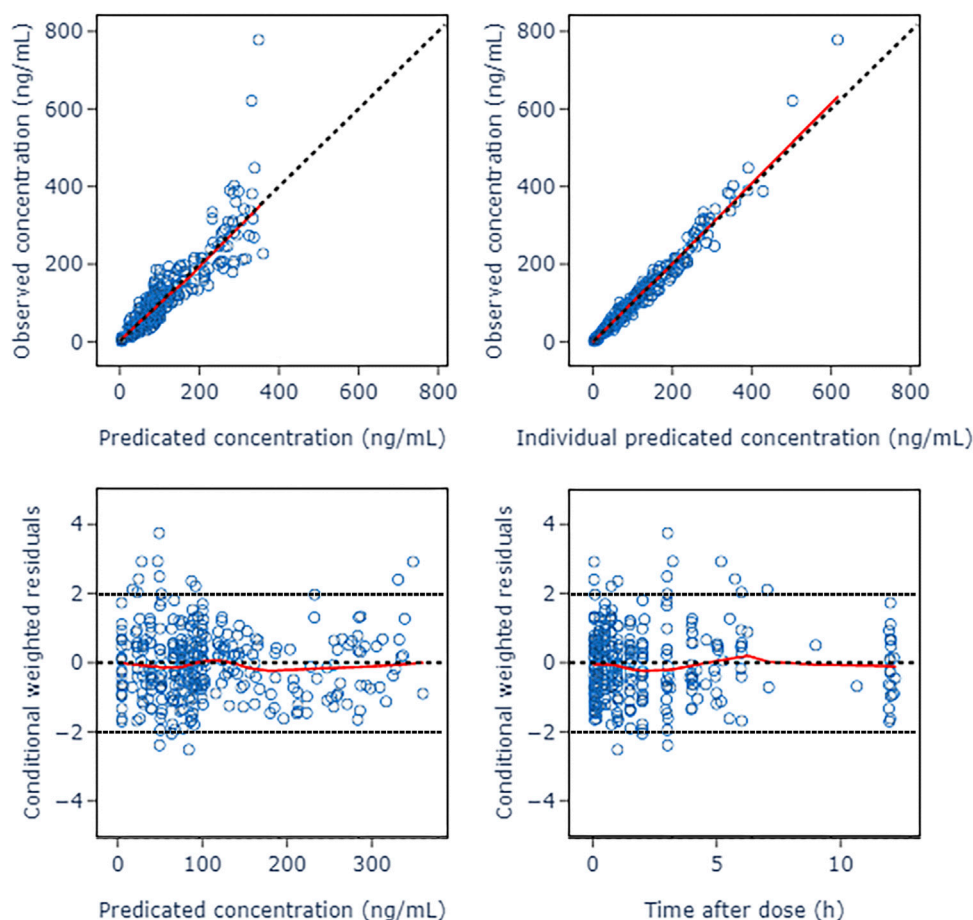 Observed concentration (ng/mL)
800
600
400
200
0
0 200 400 600 800
Predicated concentration (ng/mL)
Observed concentration (ng/mL)
800
600
400
200
0
0 200 400 600 800
Individual predicated concentration (ng/mL)
Conditional weighted residuals
4
2
0
−2
−4
0 100 200 300
Predicated concentration (ng/mL)
Conditional weighted residuals
4
2
0
−2
−4
0 5 10
Time after dose (h)